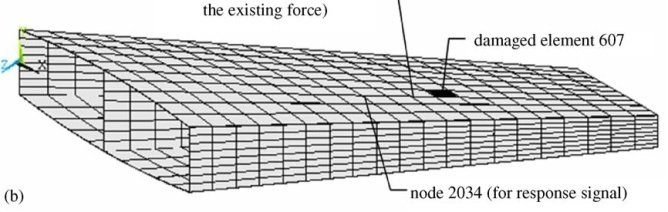 the existing force)
damaged element 607
Z
X
node 2034 (for response signal)
(b)